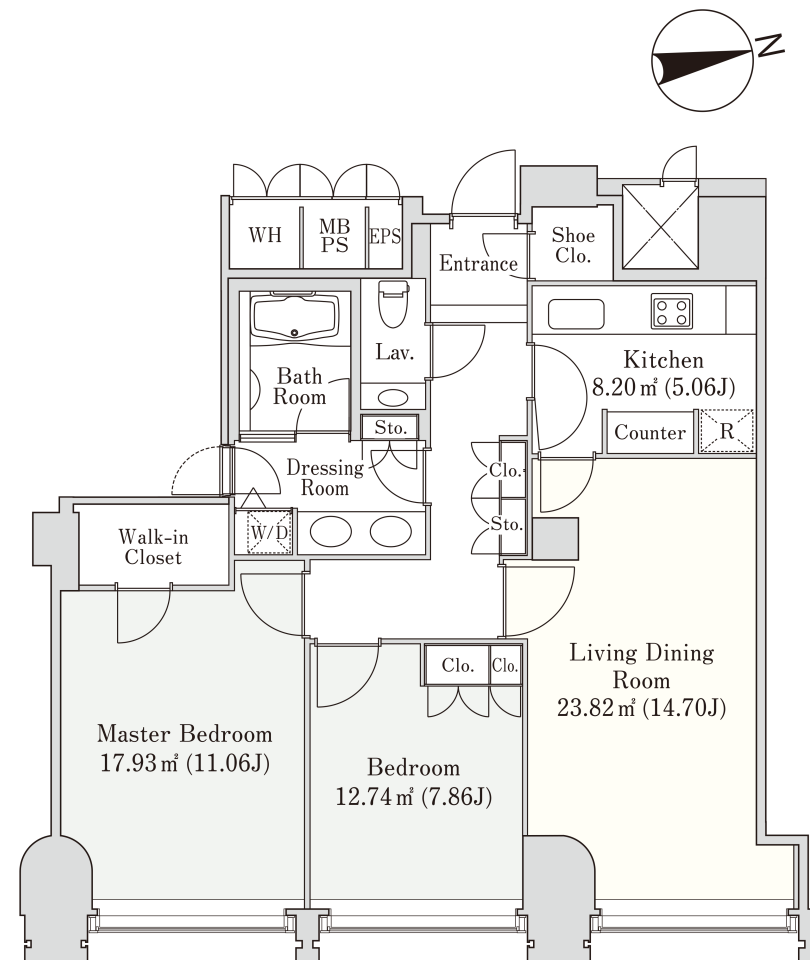 N
WH
MB
PS
EPS
Entrance
Shoe
Clo.
Lav.
Bath
Room
Kitchen
8.20㎡ (5.06J)
Sto.
Counter
R
Dressing
Room
Clo.
Sto.
W/D
Walk-in
Closet
Living Dining
Room
23.82㎡ (14.70J)
Clo.
Clo.
Master Bedroom
17.93㎡ (11.06J)
Bedroom
12.74㎡ (7.86J)